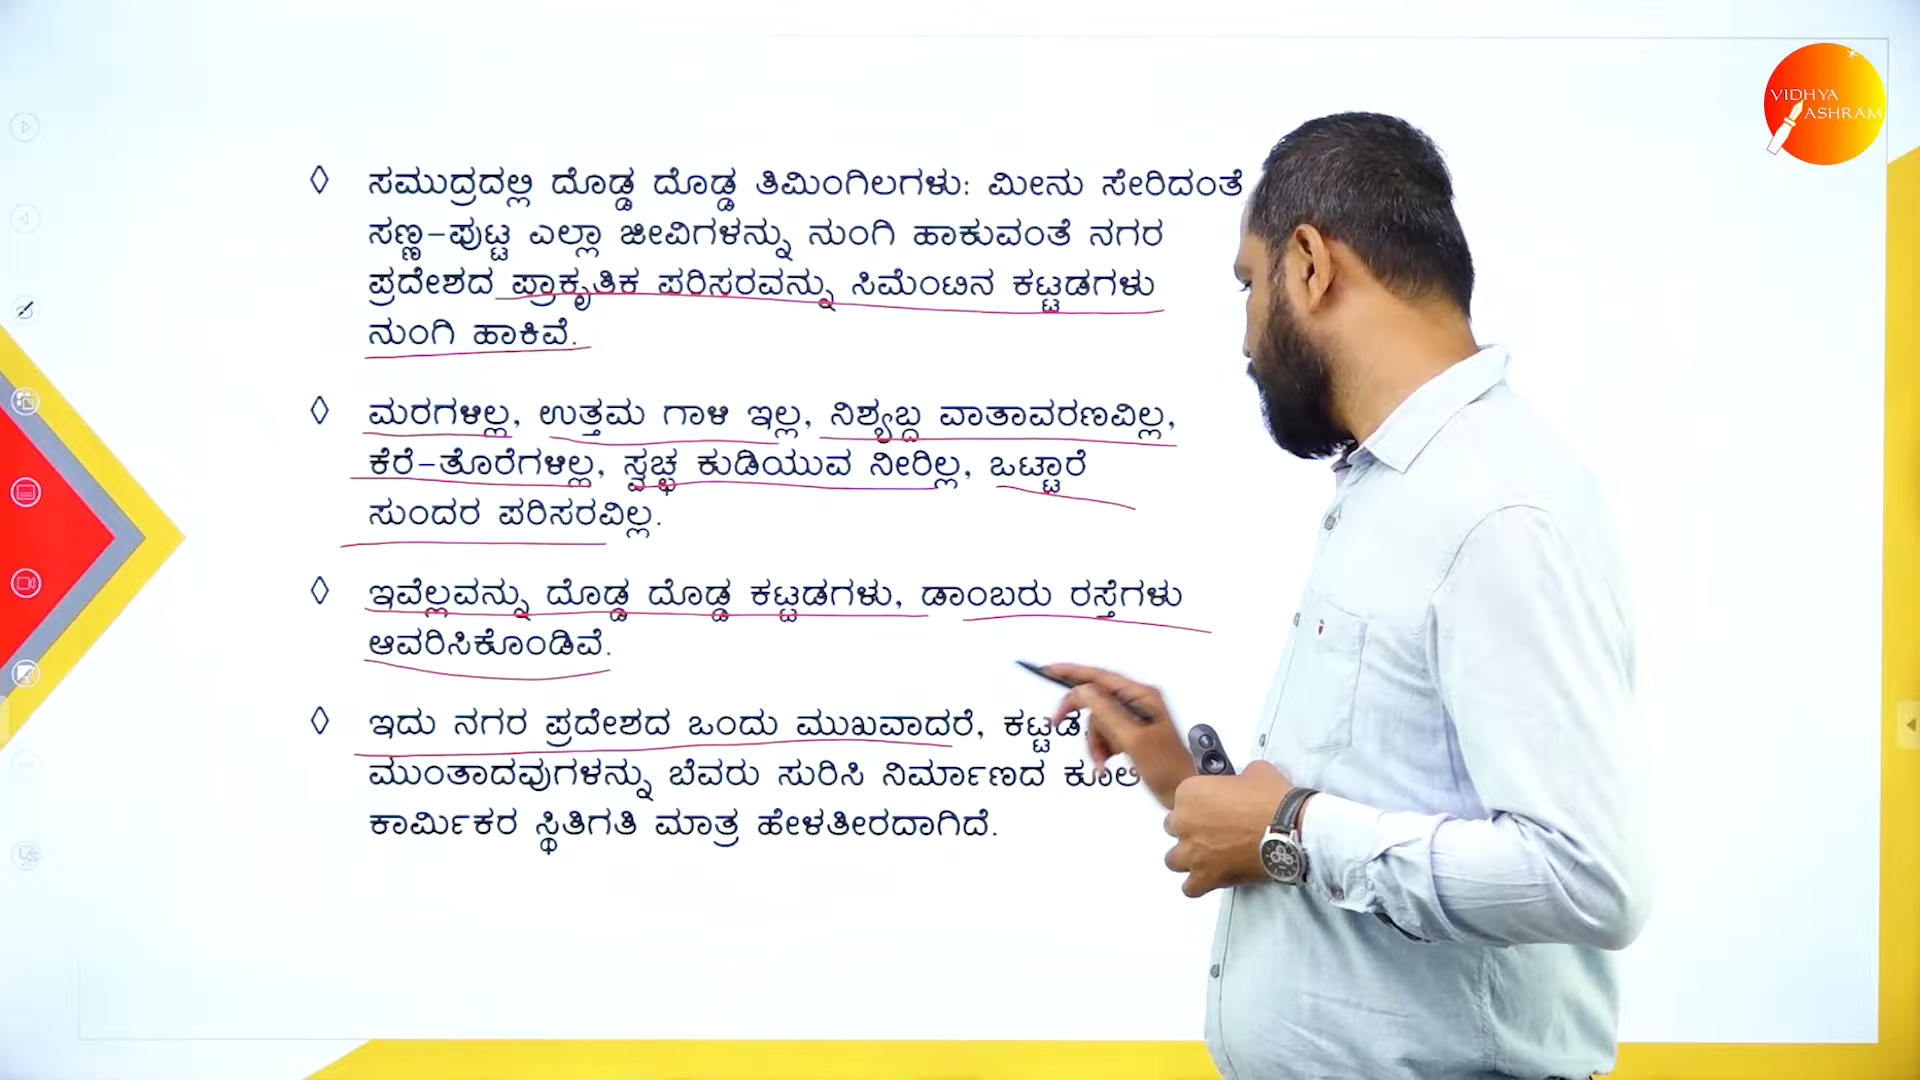 VIDHYA
ASHRAM
◊ ಸಮುದ್ರದಲ್ಲಿ ದೊಡ್ಡ ದೊಡ್ಡ ತಿಮಿಂಗಿಲಗಳು: ಮೀನು ಸೇರಿದಂತೆ
ಸಣ್ಣ-ಪುಟ್ಟ ಎಲ್ಲಾ ಜೀವಿಗಳನ್ನು ನುಂಗಿ ಹಾಕುವಂತೆ ನಗರ
ಪ್ರದೇಶದ ಪ್ರಾಕೃತಿಕ ಪರಿಸರವನ್ನು ಸಿಮೆಂಟಿನ ಕಟ್ಟಡಗಳು
ನುಂಗಿ ಹಾಕಿವೆ.
◊ ಮರಗಳಿಲ್ಲ, ಉತ್ತಮ ಗಾಳಿ ಇಲ್ಲ, ನಿಶ್ಯಬ್ದ ವಾತಾವರಣವಿಲ್ಲ,
ಕೆರೆ-ತೊರೆಗಳಿಲ್ಲ, ಸ್ವಚ್ಛ ಕುಡಿಯುವ ನೀರಿಲ್ಲ, ಒಟ್ಟಾರೆ
ಸುಂದರ ಪರಿಸರವಿಲ್ಲ.
◊ ಇವೆಲ್ಲವನ್ನು ದೊಡ್ಡ ದೊಡ್ಡ ಕಟ್ಟಡಗಳು, ಡಾಂಬರು ರಸ್ತೆಗಳು
ಆವರಿಸಿಕೊಂಡಿವೆ.
◊ ಇದು ನಗರ ಪ್ರದೇಶದ ಒಂದು ಮುಖವಾದರೆ, ಕಟ್ಟಡ,
ಮುಂತಾದವುಗಳನ್ನು ಬೆವರು ಸುರಿಸಿ ನಿರ್ಮಾಣದ ಕೂಲಿ
ಕಾರ್ಮಿಕರ ಸ್ಥಿತಿಗತಿ ಮಾತ್ರ ಹೇಳತೀರದಾಗಿದೆ.